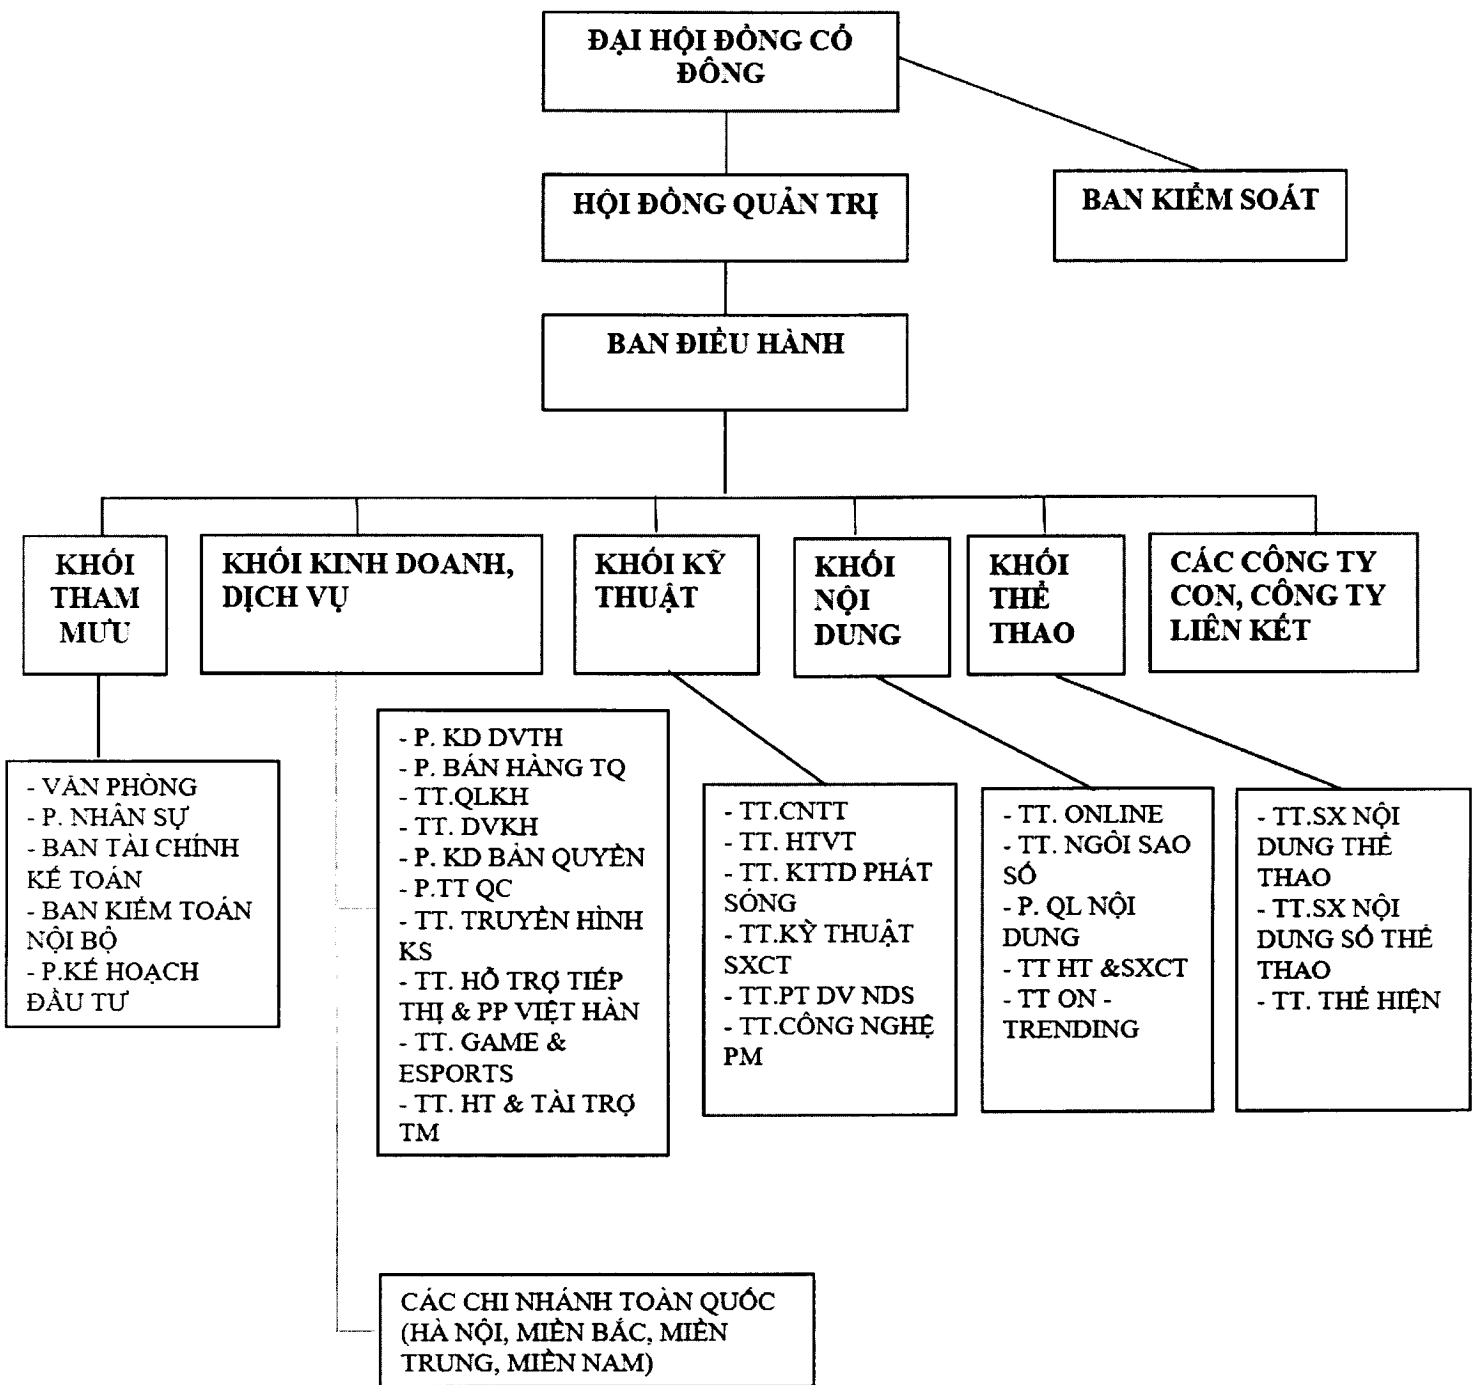 ĐẠI HỘI ĐỒNG CỔ
ĐÔNG
HỘI ĐỒNG QUẢN TRỊ
BAN KIỂM SOÁT
BAN ĐIỀU HÀNH
KHỐI
THAM
MƯU
KHỐI KINH DOANH,
DỊCH VỤ
KHỐI KỸ
THUẬT
KHỐI
NỘI
DUNG
KHỐI
THỂ
THAO
CÁC CÔNG TY
CON, CÔNG TY
LIÊN KẾT
- VĂN PHÒNG
- P. NHÂN SỰ
- BAN TÀI CHÍNH
KẾ TOÁN
- BAN KIỂM TOÁN
NỘI BỘ
- P.KẾ HOẠCH
ĐẦU TƯ
- P. KD DVTH
- P. BÁN HÀNG TQ
- TT.QLKH
- TT. DVKH
- P. KD BẢN QUYỀN
- P.TT QC
- TT. TRUYỀN HÌNH
KS
- TT. HỖ TRỢ TIẾP
THỊ & PP VIỆT HÀN
- TT. GAME &
ESPORTS
- TT. HT & TÀI TRỢ
TM
- TT.CNTT
- TT. HTVT
- TT. KTTD PHÁT
SÓNG
- TT.KỸ THUẬT
SXCT
- TT.PT DV NDS
- TT.CÔNG NGHỆ
PM
- TT. ONLINE
- TT. NGÔI SAO
SỐ
- P. QL NỘI
DUNG
- TT HT &SXCT
- TT ON -
TRENDING
- TT.SX NỘI
DUNG THỂ
THAO
- TT.SX NỘI
DUNG SỐ THỂ
THAO
- TT. THỂ HIỆN
CÁC CHI NHÁNH TOÀN QUỐC
(HÀ NỘI, MIỀN BẮC, MIỀN
TRUNG, MIỀN NAM)